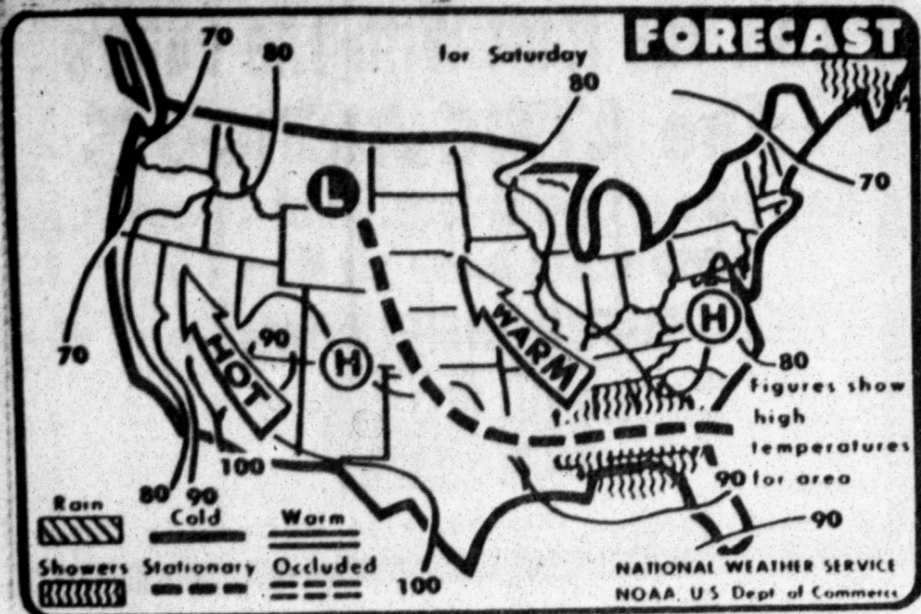 FORECAST
for Saturday
70
80
80
70
L
H
WARM
90
HOT
H
70
80
Figures show
high
temperatures
for area
100
90
80
90
90
Rain
Cold
Warm
Showers
Stationary
Occluded
100
NATIONAL WEATHER SERVICE
NOAA, U S Dept of Commerce